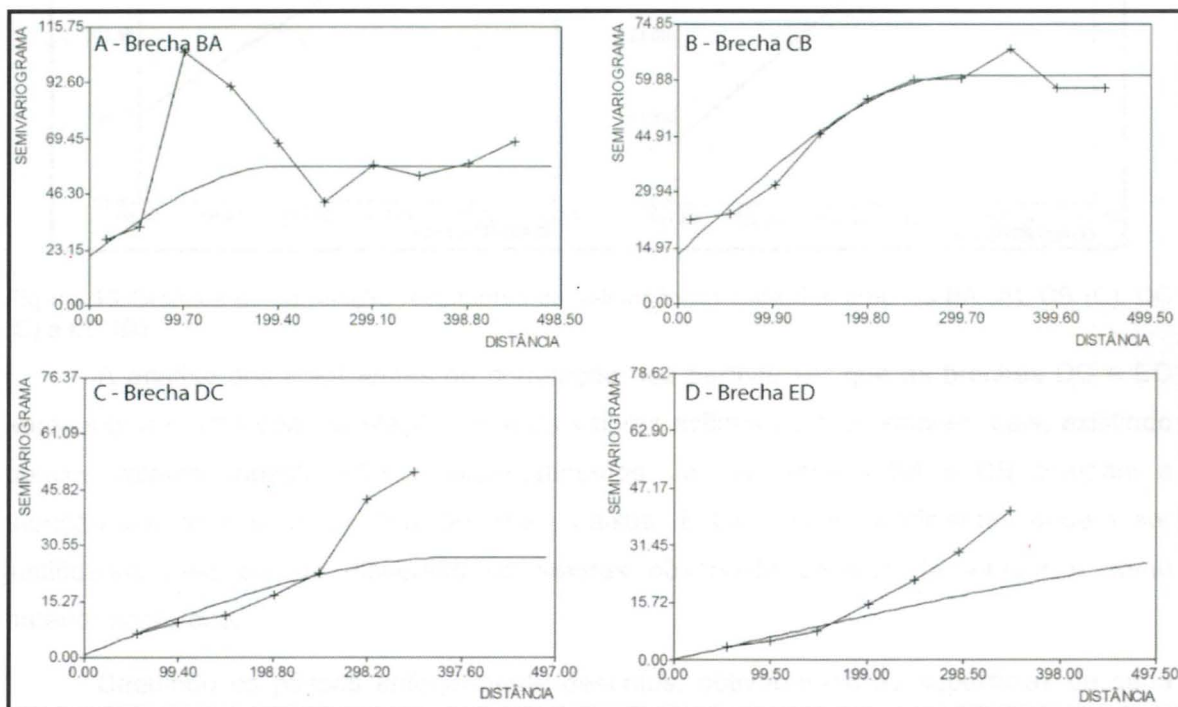 A - Brecha BA
SEMIVARIOGRAMA
115.75
92.60
69.45
46.30
23.15
0.00
0.00 99.70 199.40 299.10 398.80 498.50
DISTÂNCIA
B - Brecha CB
SEMIVARIOGRAMA
74.85
59.88
44.91
29.94
14.97
0.00
0.00 99.90 199.80 299.70 399.60 499.50
DISTÂNCIA
C - Brecha DC
SEMIVARIOGRAMA
76.37
61.09
45.82
30.55
15.27
0.00
0.00 99.40 198.80 298.20 397.60 497.00
DISTÂNCIA
D - Brecha ED
SEMIVARIOGRAMA
78.62
62.90
47.17
31.45
15.72
0.00
0.00 99.50 199.00 298.50 398.00 497.50
DISTÂNCIA